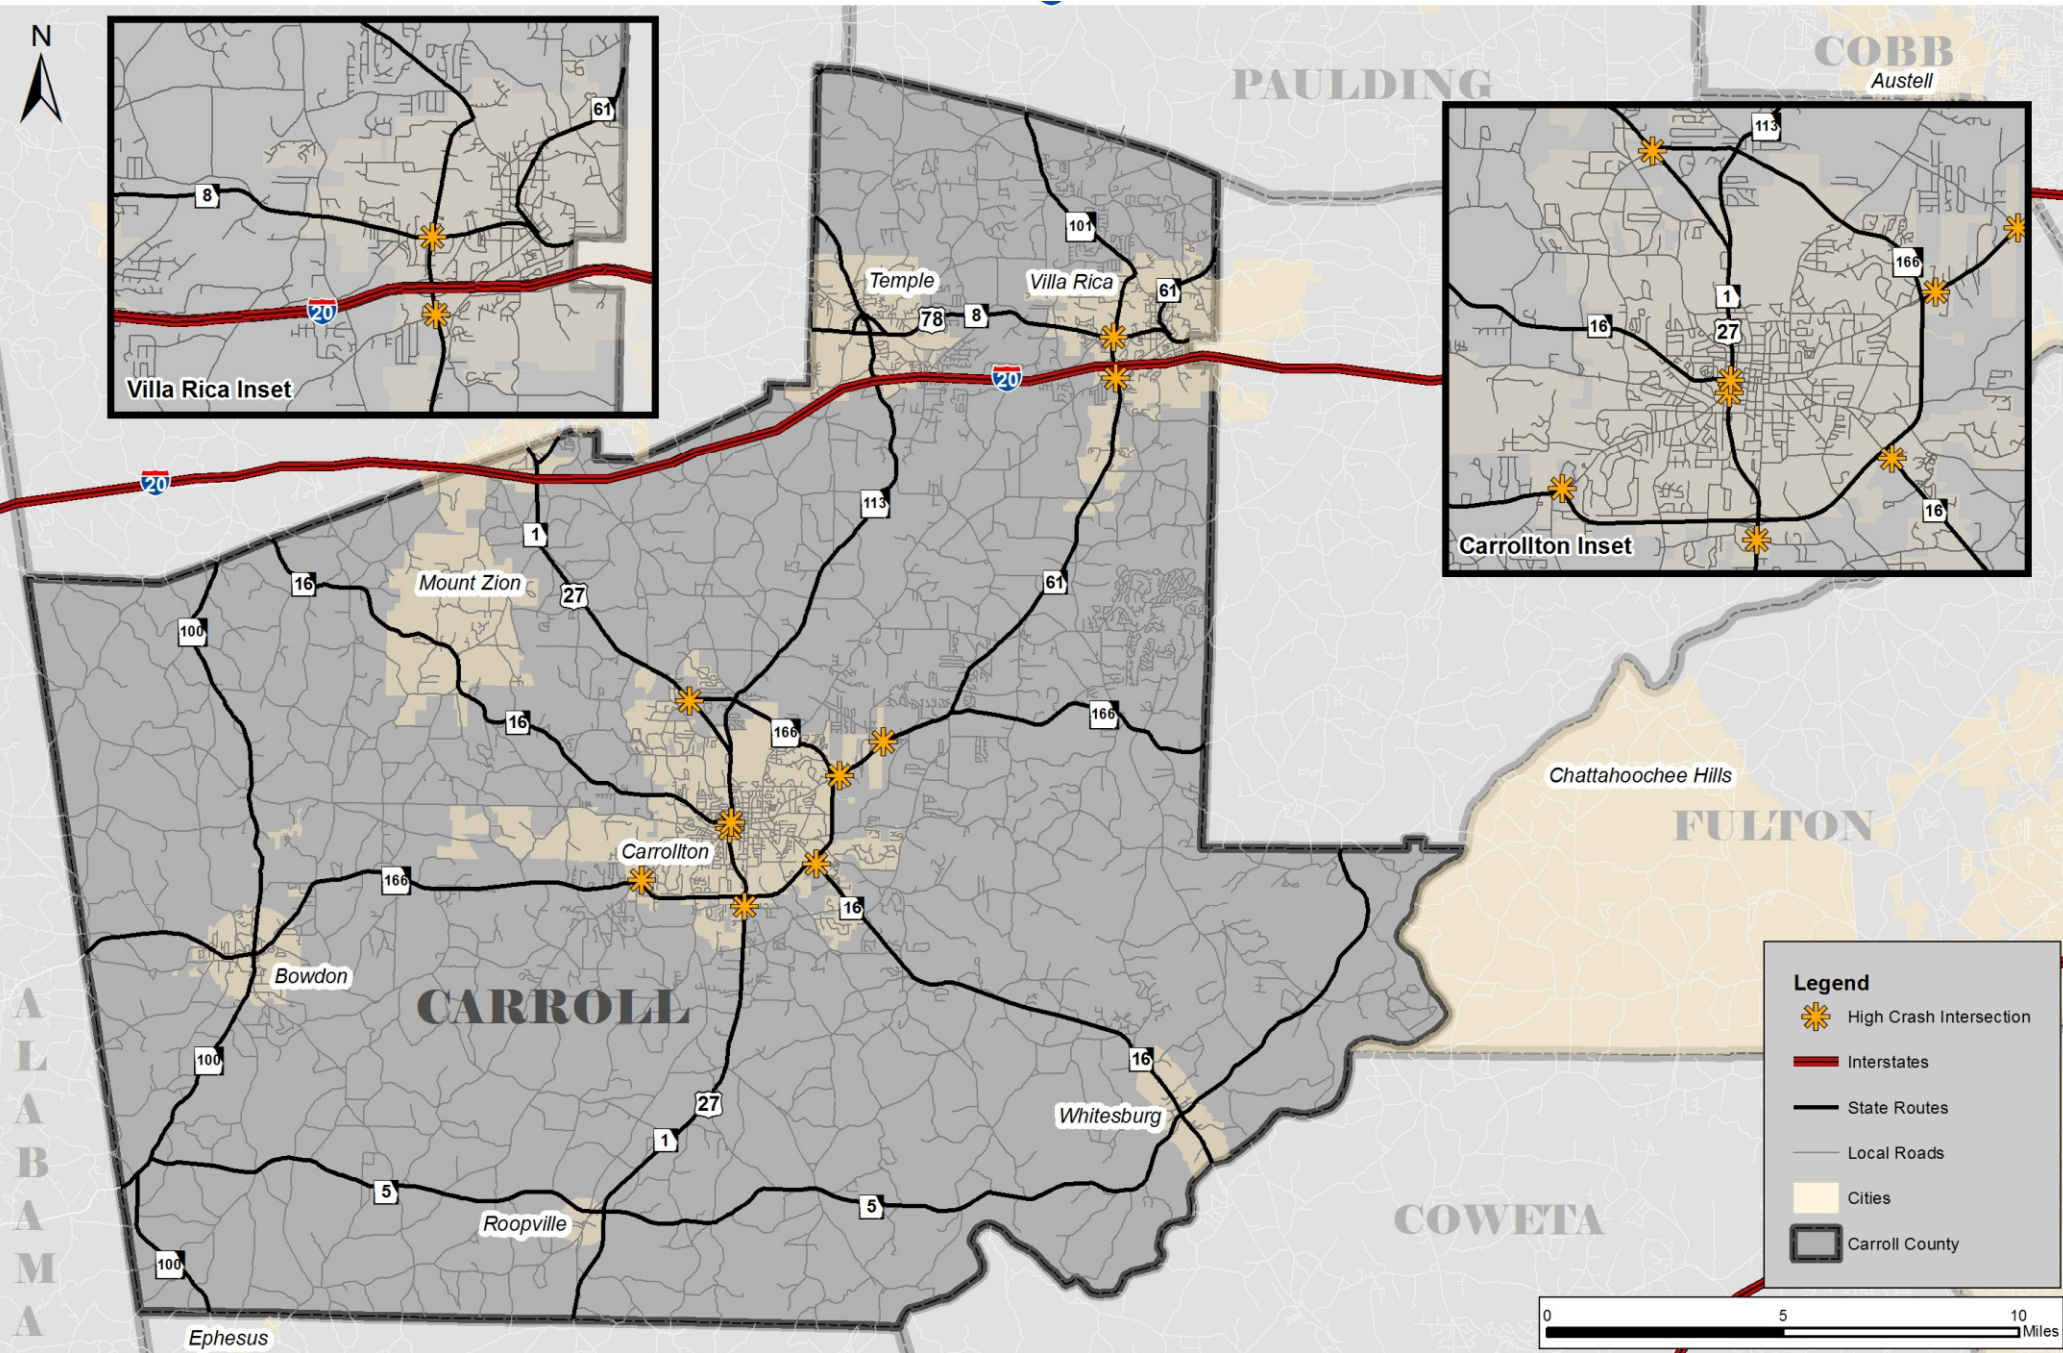 N
61
8
20
Villa Rica Inset
PAULDING
COBB
Austell
113
166
1
16
27
16
Carrollton Inset
101
Temple
Villa Rica
61
78
8
20
20
113
1
16
Mount Zion
27
61
100
16
166
166
Chattahoochee Hills
FULTON
Carrollton
166
16
Bowdon
CARROLL
100
16
Whitesburg
27
1
5
5
Roopville
COWETA
100
Ephesus
A
L
A
B
A
M
A
Legend
High Crash Intersection
Interstates
State Routes
Local Roads
Cities
Carroll County
0 5 10
Miles